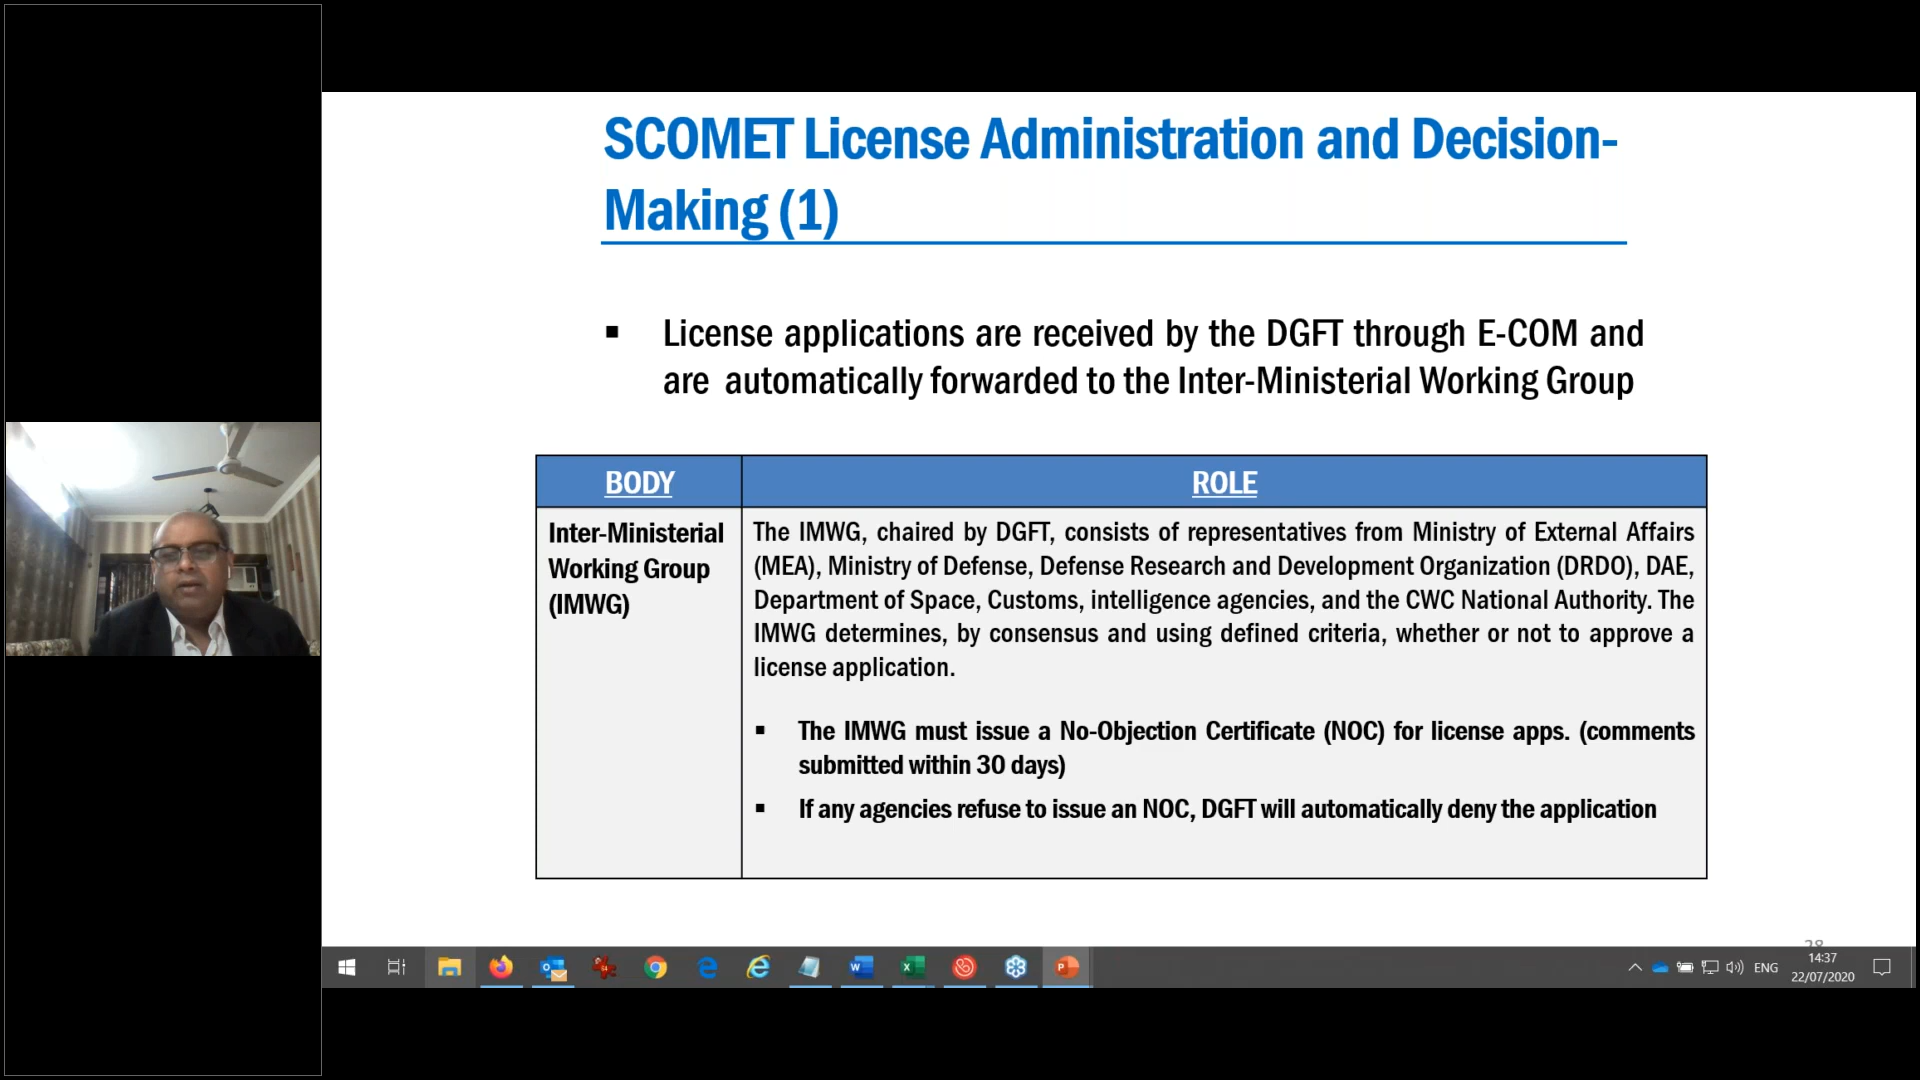 SCOMET License Administration and Decision-
Making (1)
▪ License applications are received by the DGFT through E-COM and
are automatically forwarded to the Inter-Ministerial Working Group
BODY
ROLE
Inter-Ministerial
Working Group
(IMWG)
The IMWG, chaired by DGFT, consists of representatives from Ministry of External Affairs
(MEA), Ministry of Defense, Defense Research and Development Organization (DRDO), DAE,
Department of Space, Customs, intelligence agencies, and the CWC National Authority. The
IMWG determines, by consensus and using defined criteria, whether or not to approve a
license application.
▪ The IMWG must issue a No-Objection Certificate (NOC) for license apps. (comments
submitted within 30 days)
▪ If any agencies refuse to issue an NOC, DGFT will automatically deny the application
ENG
14:37
22/07/2020